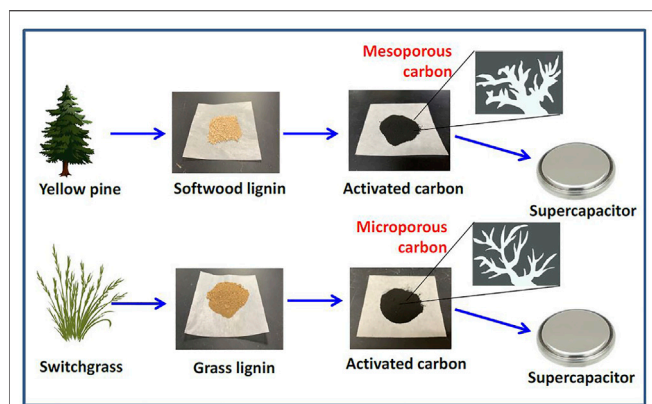 Mesoporous
carbon
Yellow pine
Softwood lignin
Activated carbon
Supercapacitor
Microporous
carbon
Switchgrass
Grass lignin
Activated carbon
Supercapacitor